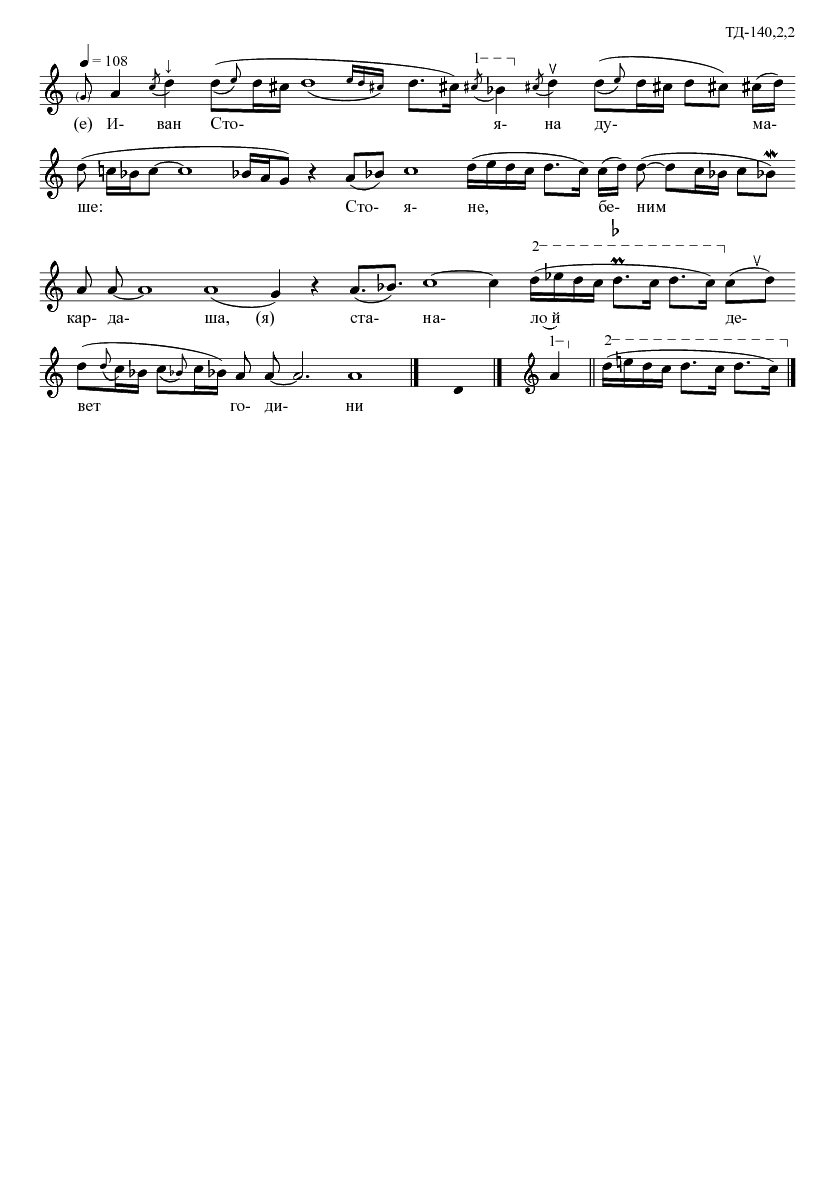 ТД-140,2,2
= 108
1
(е) И- ван Сто- я- на ду- ма-
ше: Сто- я- не, бе- ним
2
кар- да- ша, (я) ста- на- ло й де-
1 2
вет го- ди- ни